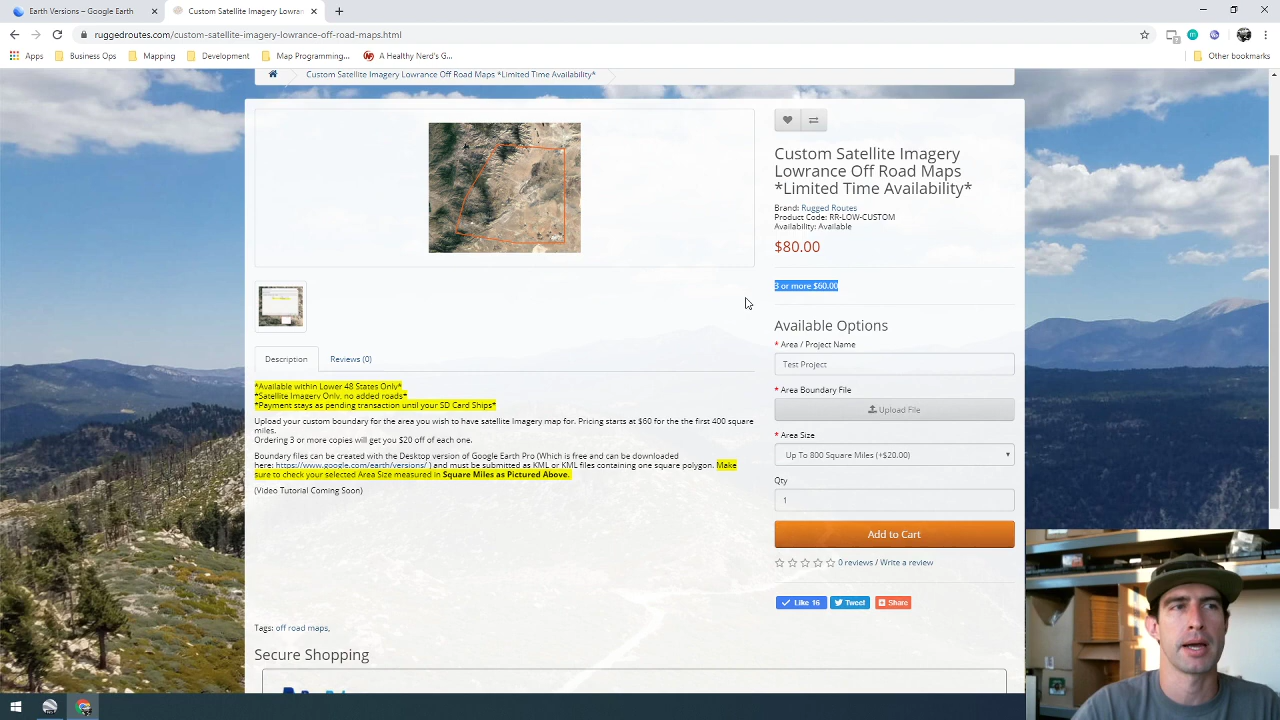 Earth Versions – Google Earth
Custom Satellite Imagery Lowranc
ruggedroutes.com/custom-satellite-imagery-lowrance-off-road-maps.html
Apps Business Ops Mapping Development Map Programming... A Healthy Nerd's G... Other bookmarks
Custom Satellite Imagery Lowrance Off Road Maps *Limited Time Availability*
Custom Satellite Imagery
Lowrance Off Road Maps
*Limited Time Availability*
Brand: Rugged Routes
Product Code: RR-LOW-CUSTOM
Availability: Available
$80.00
3 or more $60.00
Available Options
* Area / Project Name
Test Project
* Area Boundary File
Upload File
* Area Size
Up To 800 Square Miles (+$20.00)
Qty
1
Add to Cart
0 reviews / Write a review
Like 16 Tweet Share
Description Reviews (0)
*Available within Lower 48 States Only*
*Satellite Imagery Only, no added roads*
*Payment stays as pending transaction until your SD Card Ships*
Upload your custom boundary for the area you wish to have satellite imagery map for. Pricing starts at $60 for the the first 400 square
miles.
Ordering 3 or more copies will get you $20 off of each one.
Boundary files can be created with the Desktop version of Google Earth Pro (Which is free and can be downloaded
here: https://www.google.com/earth/versions/ ) and must be submitted as KML or KML files containing one square polygon. Make
sure to check your selected Area Size measured in Square Miles as Pictured Above.
(Video Tutorial Coming Soon)
Tags: off road maps,
Secure Shopping